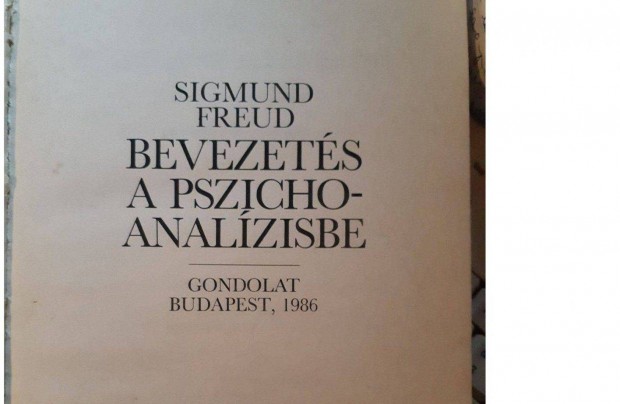 SIGMUND
FREUD
BEVEZETÉS
A PSZICHO-
ANALÍZISBE
GONDOLAT
BUDAPEST, 1986